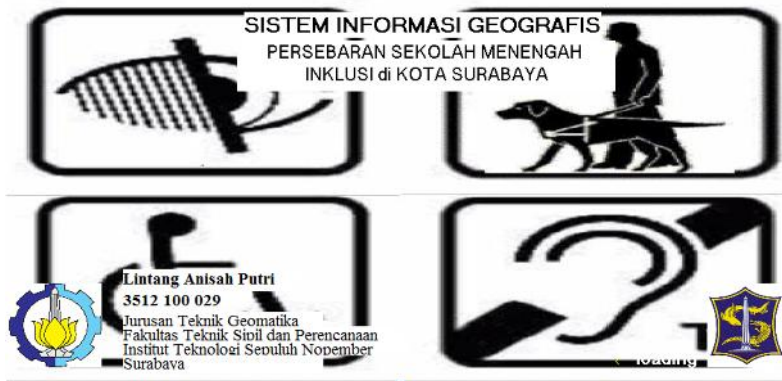 SISTEM INFORMASI GEOGRAFIS
PERSEBARAN SEKOLAH MENENGAH
INKLUSI di KOTA SURABAYA
Lintang Anisah Putri
3512 100 029
Jurusan Teknik Geomatika
Fakultas Teknik Sipil dan Perencanaan
Institut Teknologi Sepuluh Nopember
Surabaya
loading